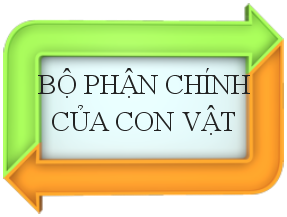 BỘ PHẬN CHÍNH
CỦA CON VẬT